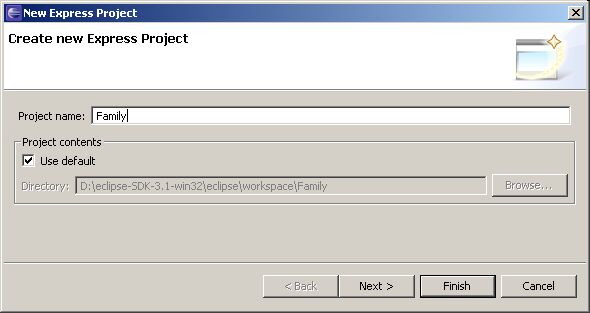 New Express Project
Create new Express Project
Project name: Family
Project contents
Use default
Directory: D:\eclipse-SDK-3.1-win32\eclipse\workspace\Family Browse...
< Back Next > Finish Cancel